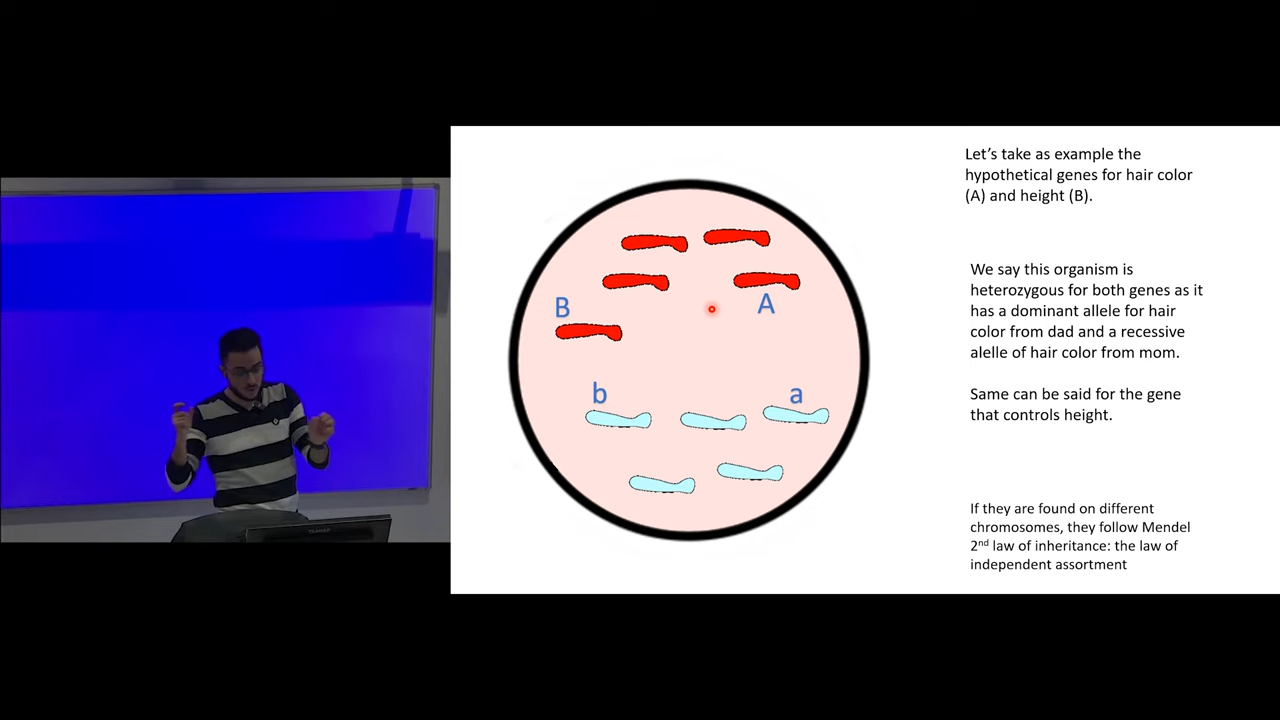 Let’s take as example the
hypothetical genes for hair color
(A) and height (B).
We say this organism is
heterozygous for both genes as it
has a dominant allele for hair
color from dad and a recessive
alelle of hair color from mom.
Same can be said for the gene
that controls height.
If they are found on different
chromosomes, they follow Mendel
2nd law of inheritance: the law of
independent assortment
B
A
b
a